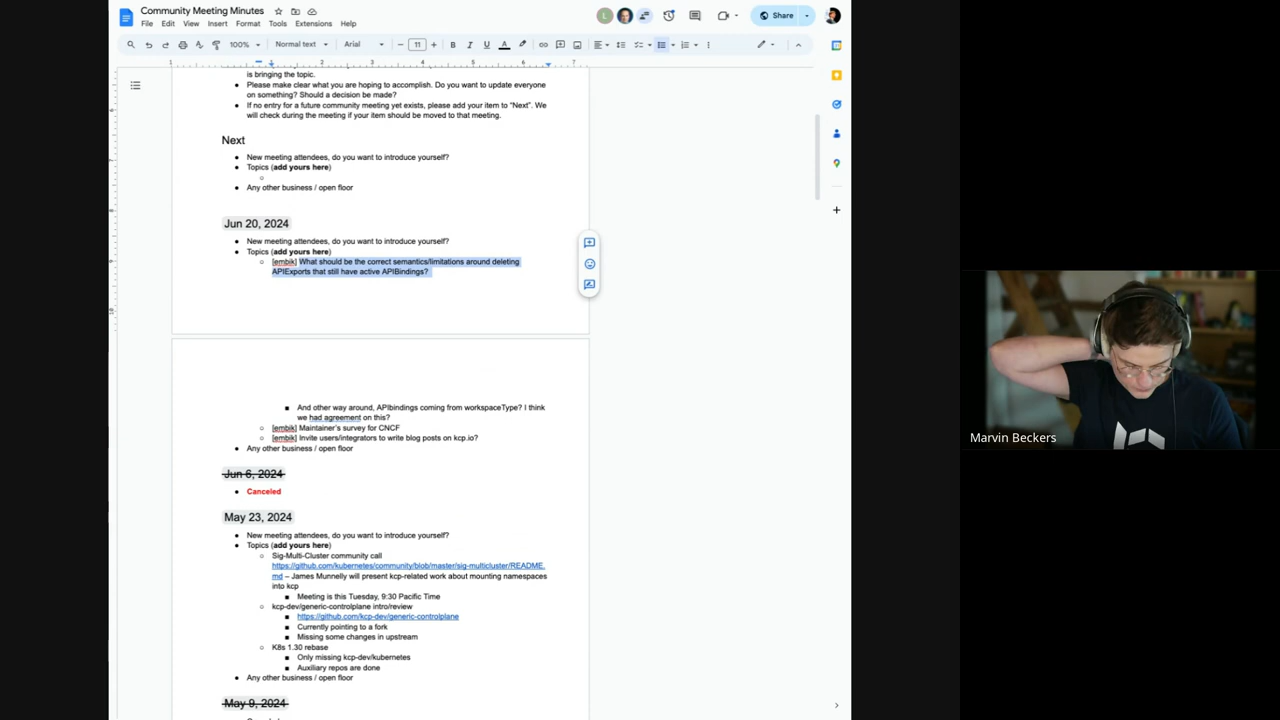 Community Meeting Minutes
File Edit View Insert Format Tools Extensions Help
Share
100% Normal text Arial 11
1 1 2 3 4 5 6 7
is bringing the topic.
Please make clear what you are hoping to accomplish. Do you want to update everyone
on something? Should a decision be made?
If no entry for a future community meeting yet exists, please add your item to "Next". We
will check during the meeting if your item should be moved to that meeting.
Next
New meeting attendees, do you want to introduce yourself?
Topics (add yours here)
Any other business / open floor
Jun 20, 2024
New meeting attendees, do you want to introduce yourself?
Topics (add yours here)
[embik] What should be the correct semantics/limitations around deleting
APIExports that still have active APIBindings?
And other way around, APIbindings coming from workspaceType? I think
we had agreement on this?
[embik] Maintainer's survey for CNCF
[embik] Invite users/integrators to write blog posts on kcp.io?
Any other business / open floor
Jun 6, 2024
Canceled
May 23, 2024
New meeting attendees, do you want to introduce yourself?
Topics (add yours here)
Sig-Multi-Cluster community call
https://github.com/kubernetes/community/blob/master/sig-multicluster/README.
md – James Munnelly will present kcp-related work about mounting namespaces
into kcp
Meeting is this Tuesday, 9:30 Pacific Time
kcp-dev/generic-controlplane intro/review
https://github.com/kcp-dev/generic-controlplane
Currently pointing to a fork
Missing some changes in upstream
K8s 1.30 rebase
Only missing kcp-dev/kubernetes
Auxiliary repos are done
Any other business / open floor
May 9, 2024
Marvin Beckers